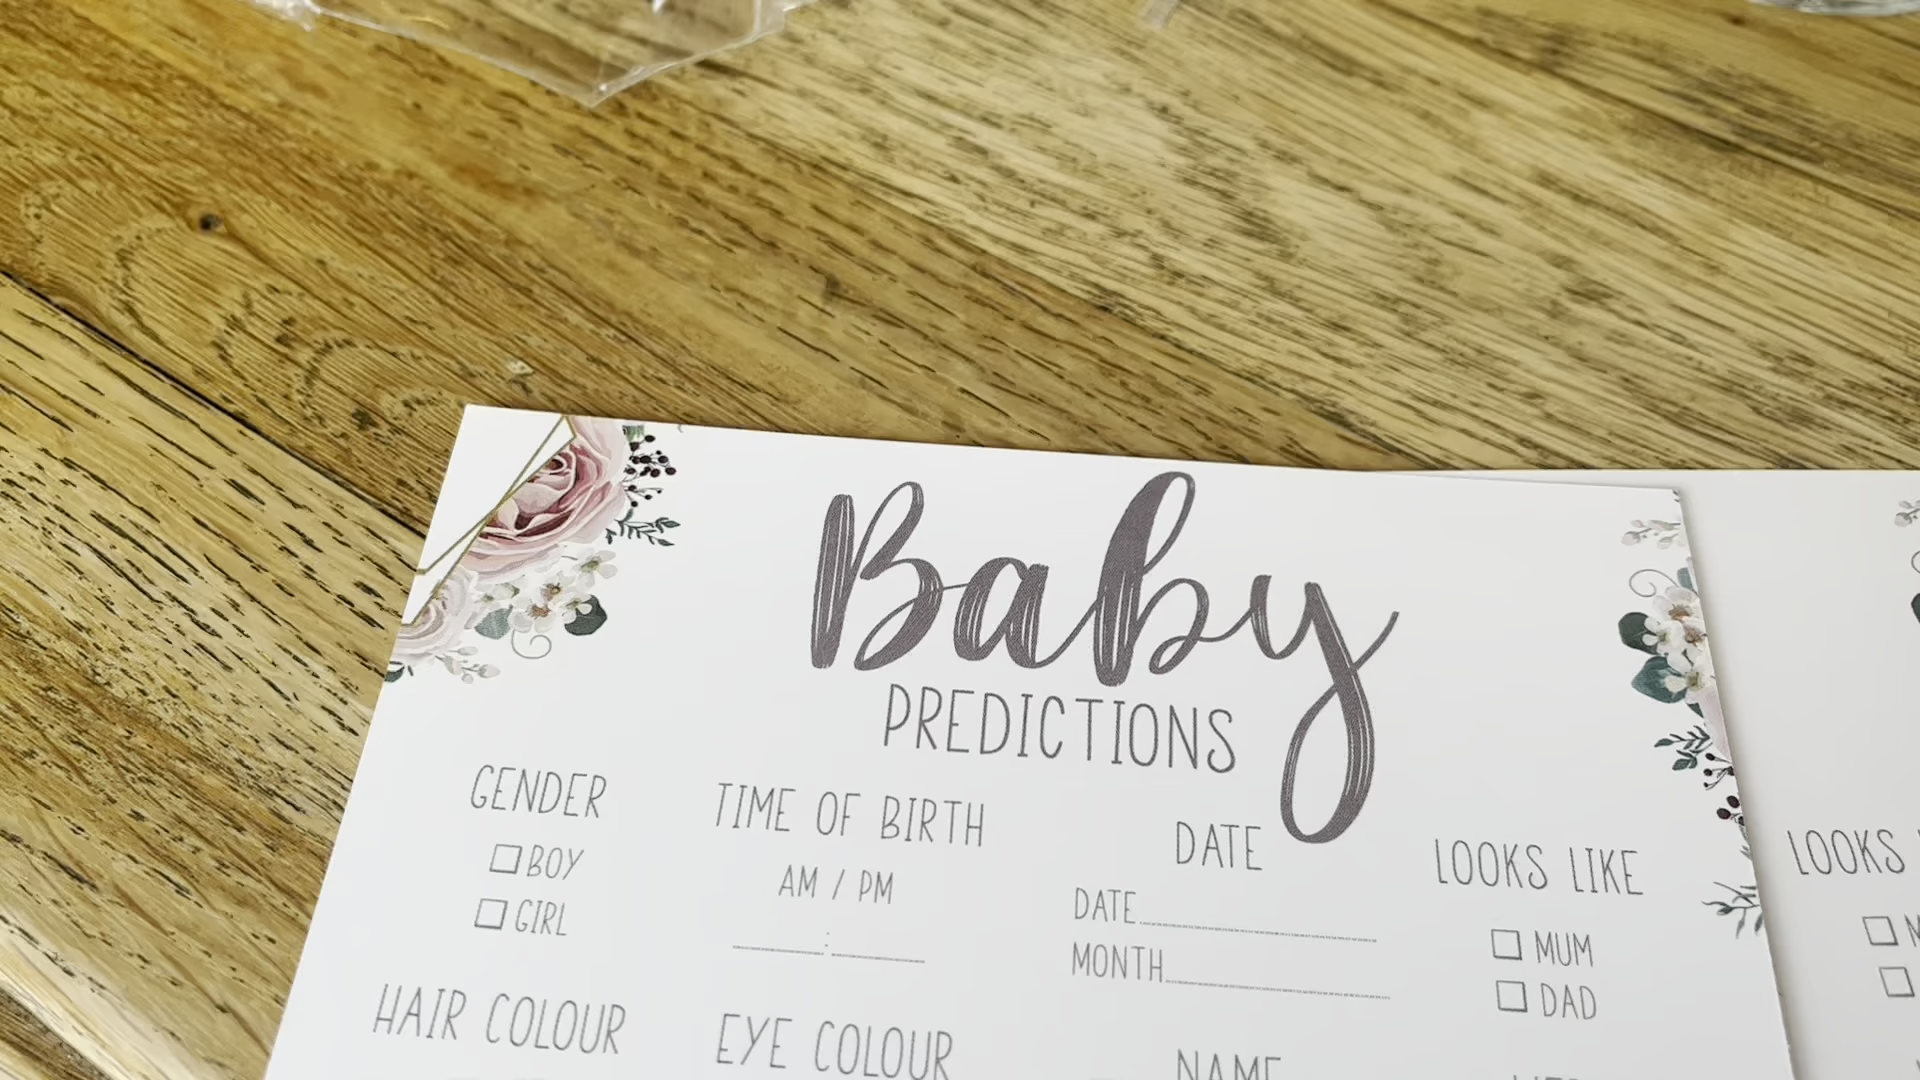 Baby
PREDICTIONS
GENDER
BOY
GIRL
TIME OF BIRTH
AM / PM
:
DATE
DATE
MONTH
LOOKS LIKE
MUM
DAD
HAIR COLOUR
EYE COLOUR
NAME
LOOKS